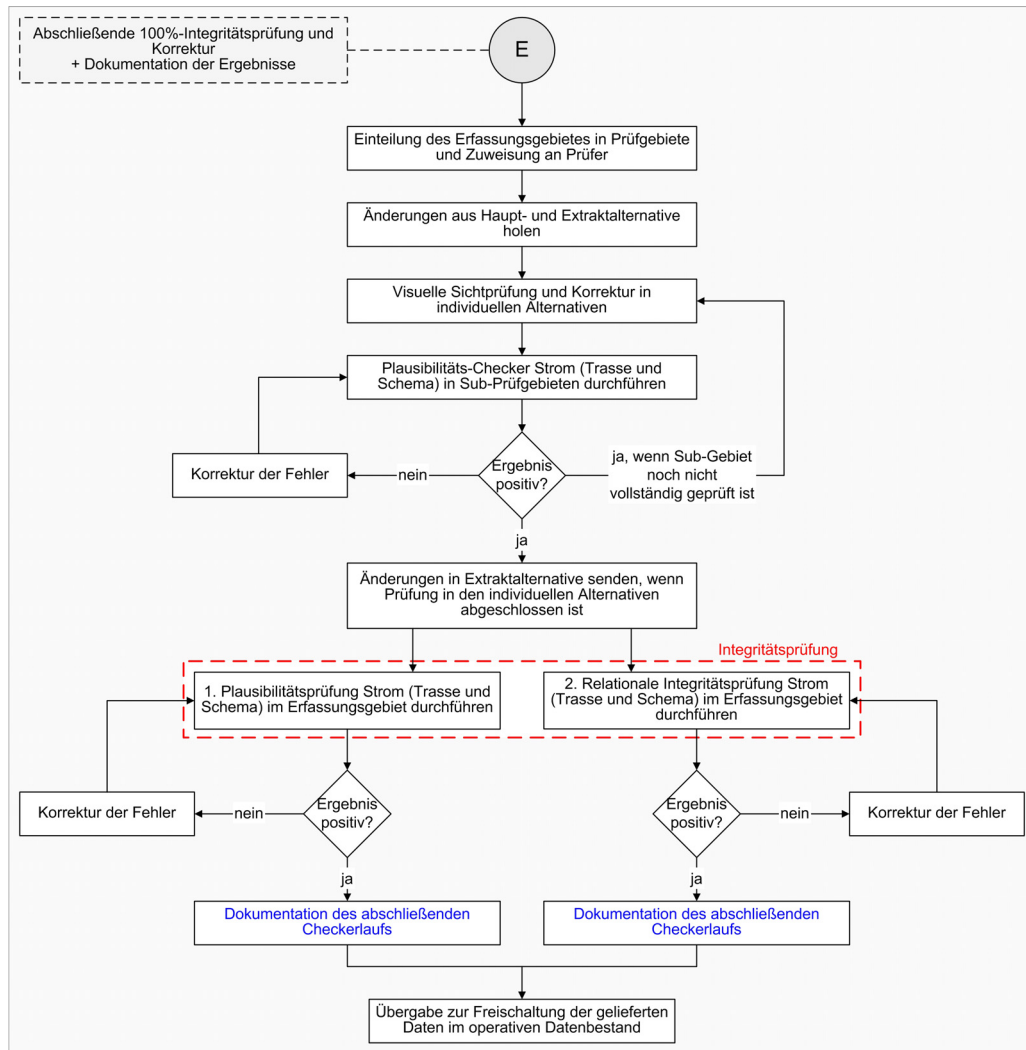 Abschließende 100%-Integritätsprüfung und
Korrektur
+ Dokumentation der Ergebnisse
E
Einteilung des Erfassungsgebietes in Prüfgebiete
und Zuweisung an Prüfer
Änderungen aus Haupt- und Extraktalternative
holen
Visuelle Sichtprüfung und Korrektur in
individuellen Alternativen
Plausibilitäts-Checker Strom (Trasse und
Schema) in Sub-Prüfgebieten durchführen
Korrektur der Fehler
nein
Ergebnis
positiv?
ja, wenn Sub-Gebiet
noch nicht
vollständig geprüft ist
ja
Änderungen in Extraktalternative senden, wenn
Prüfung in den individuellen Alternativen
abgeschlossen ist
Integritätsprüfung
1. Plausibilitätsprüfung Strom (Trasse und
Schema) im Erfassungsgebiet durchführen
2. Relationale Integritätsprüfung Strom
(Trasse und Schema) im Erfassungsgebiet
durchführen
Korrektur der Fehler
nein
Ergebnis
positiv?
Ergebnis
positiv?
nein
Korrektur der Fehler
ja
ja
Dokumentation des abschließenden
Checkerlaufs
Dokumentation des abschließenden
Checkerlaufs
Übergabe zur Freischaltung der gelieferten
Daten im operativen Datenbestand